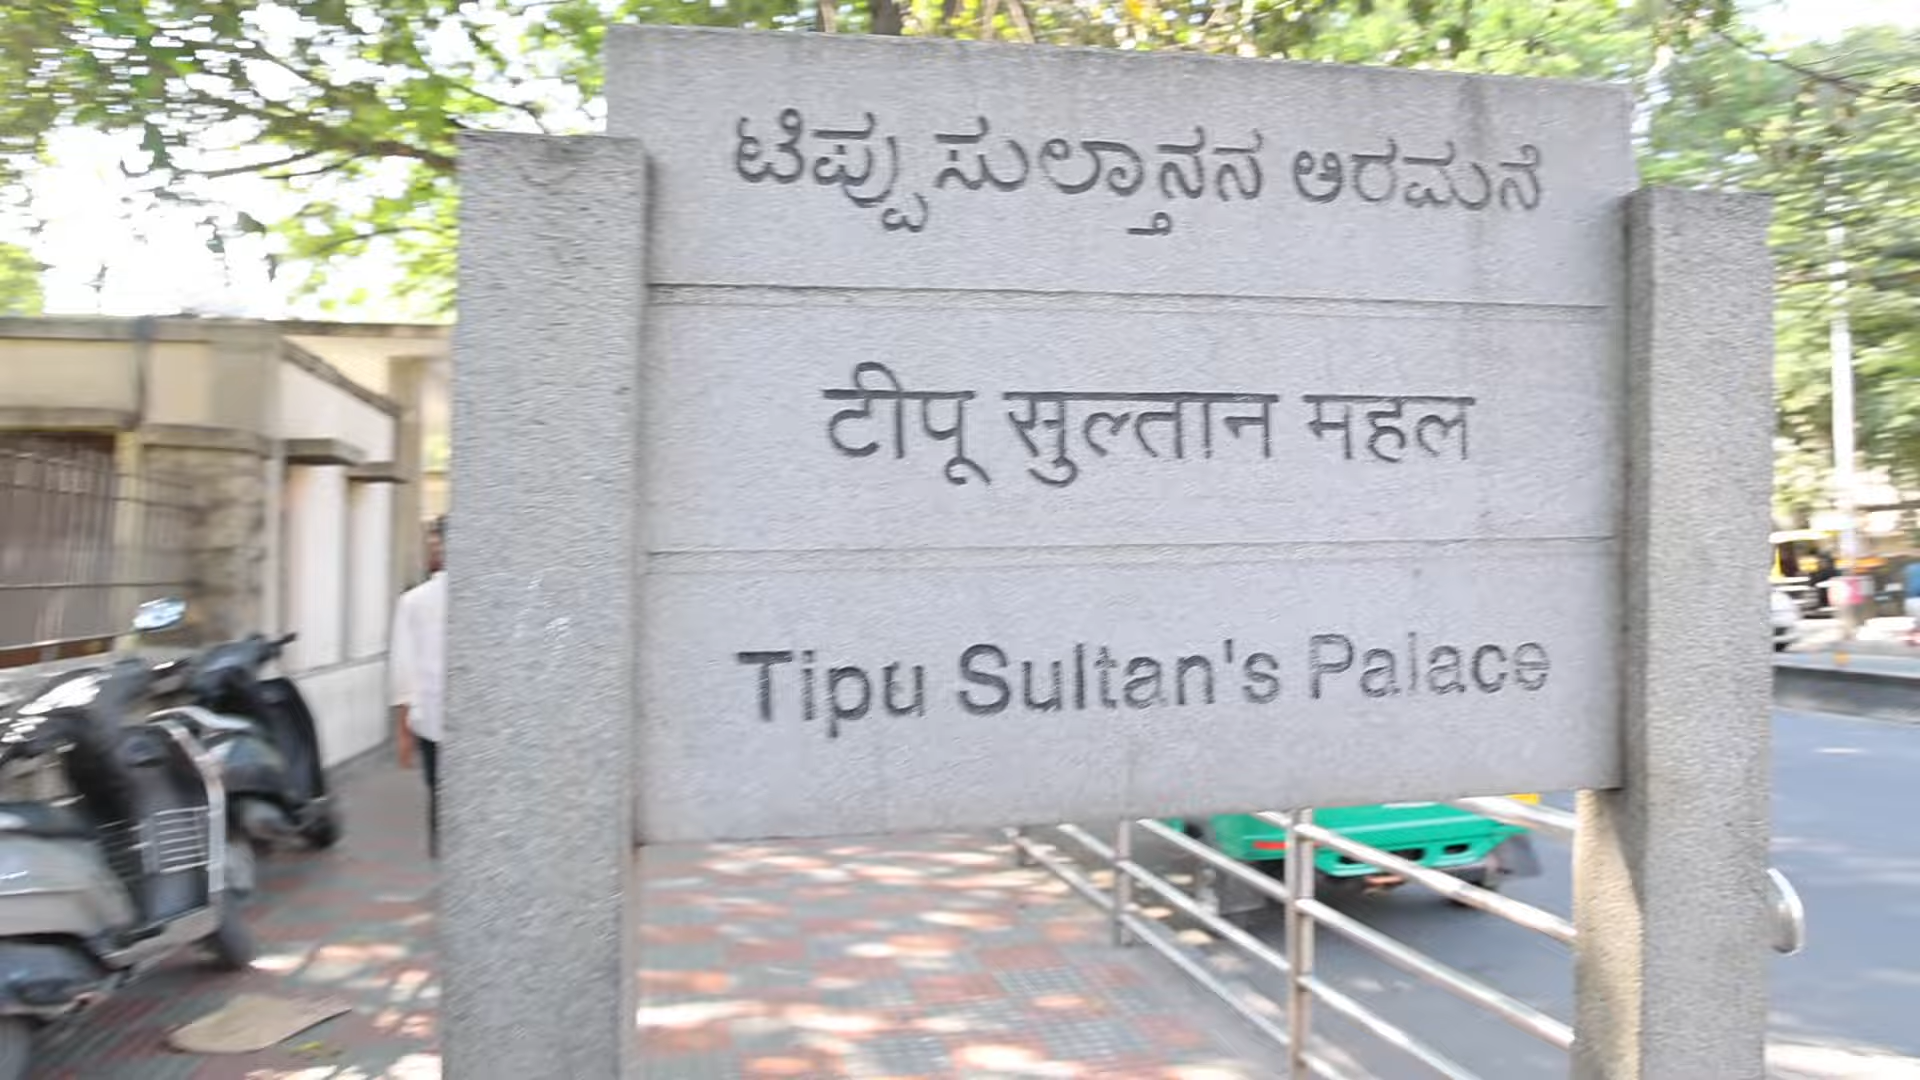 ಟಿಪ್ಪು ಸುಲ್ತಾನನ ಅರಮನೆ
टीपू सुल्तान महल
Tipu Sultan's Palace